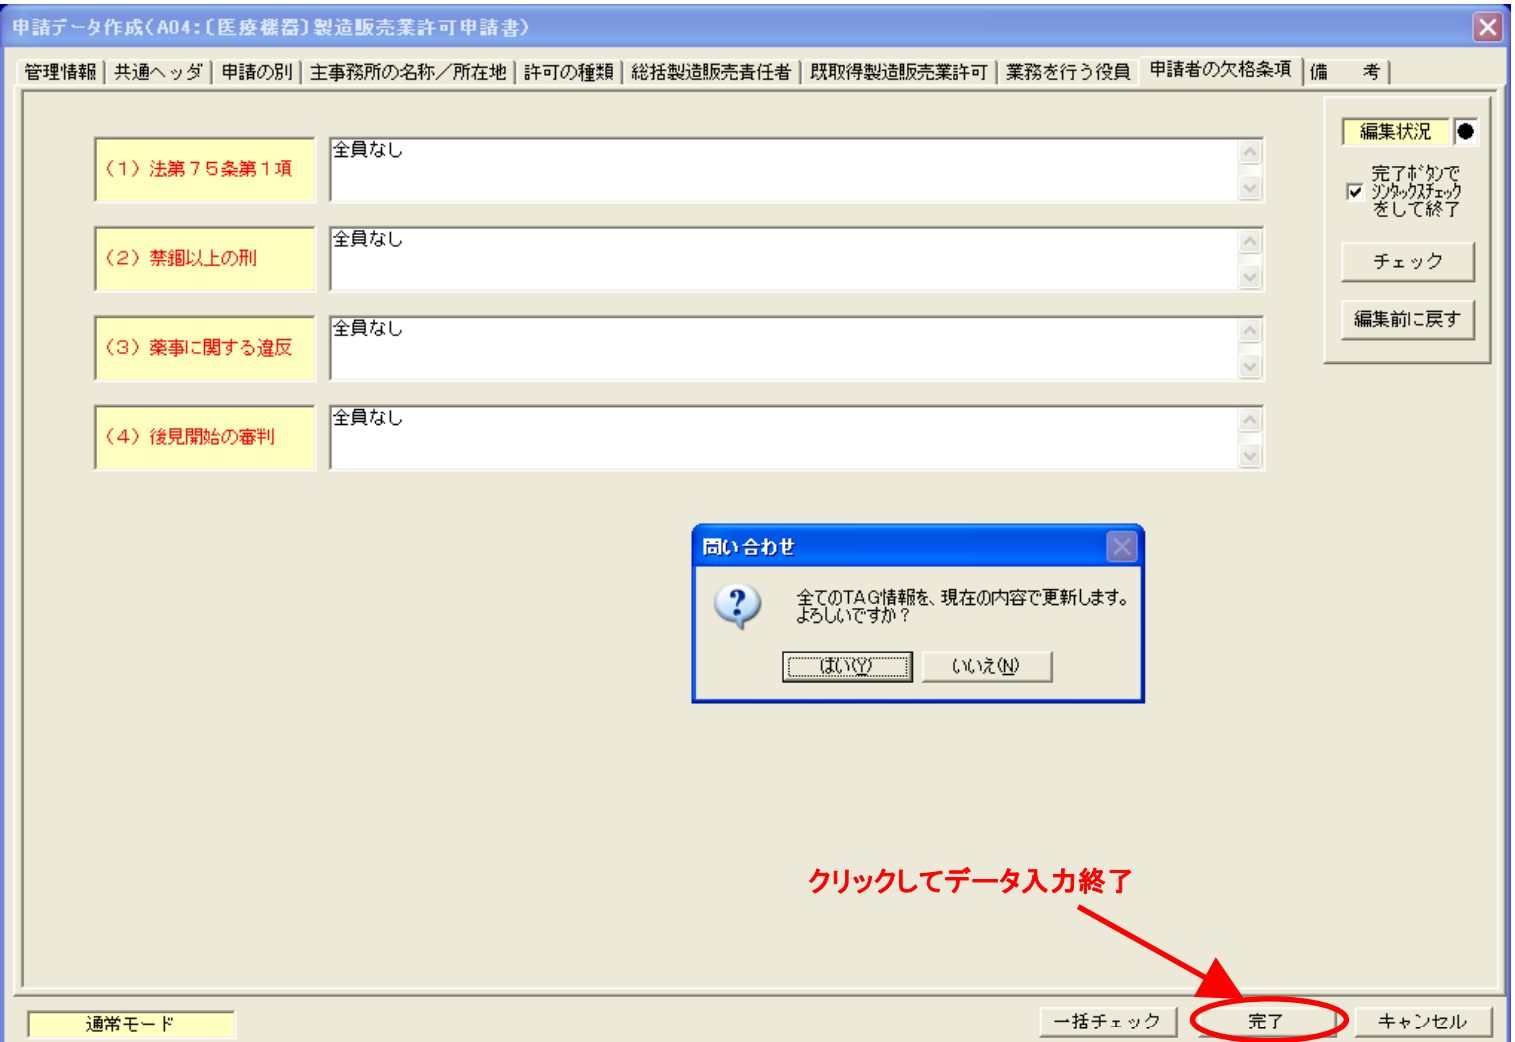 申請データ作成(A04:〔医療機器〕製造販売業許可申請書)
管理情報 共通ヘッダ 申請の別 主事務所の名称／所在地 許可の種類 総括製造販売責任者 既取得製造販売業許可 業務を行う役員 申請者の欠格条項 備　　考
(1) 法第７５条第１項
全員なし
(2) 禁錮以上の刑
全員なし
(3) 薬事に関する違反
全員なし
(4) 後見開始の審判
全員なし
編集状況 ●
完了ﾎﾞﾀﾝで
ｼﾝﾀｯｸｽﾁｪｯｸ
をして終了
チェック
編集前に戻す
問い合わせ
全てのTAG情報を、現在の内容で更新します。
よろしいですか？
はい(Y) いいえ(N)
クリックしてデータ入力終了
通常モード 一括チェック 完了 キャンセル